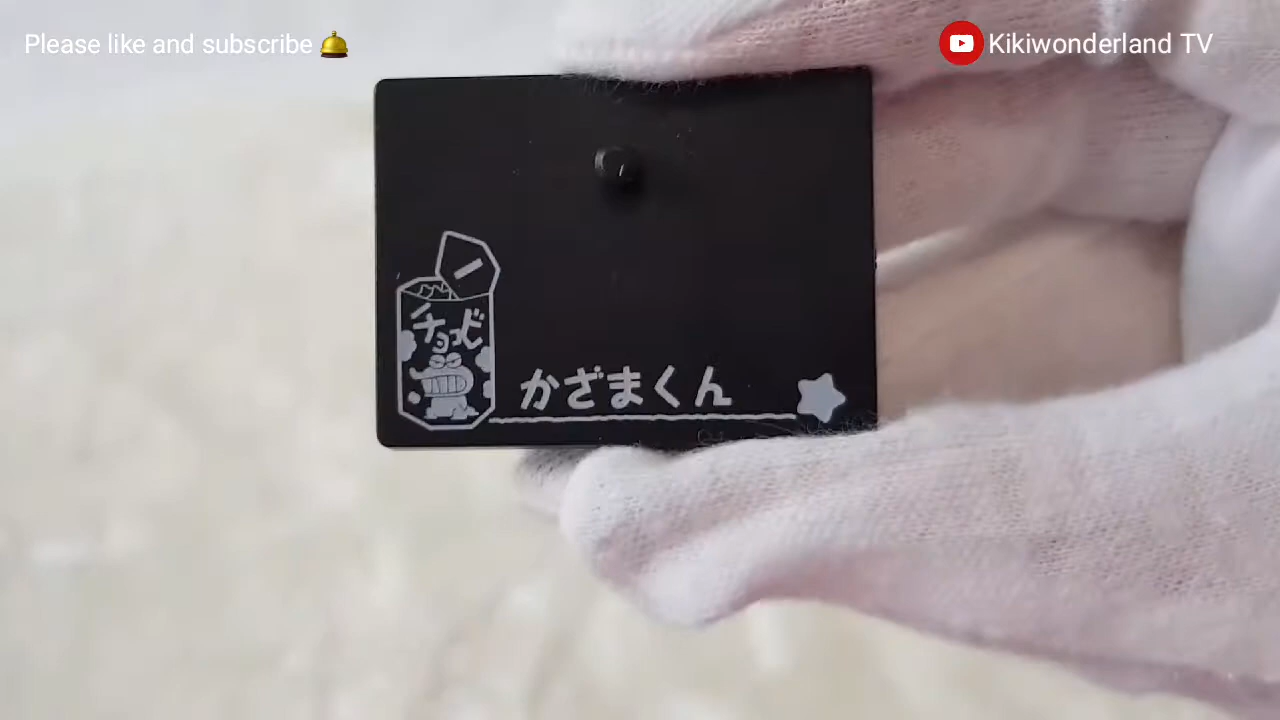 Please like and subscribe
Kikiwonderland TV
チョコビ
かざまくん